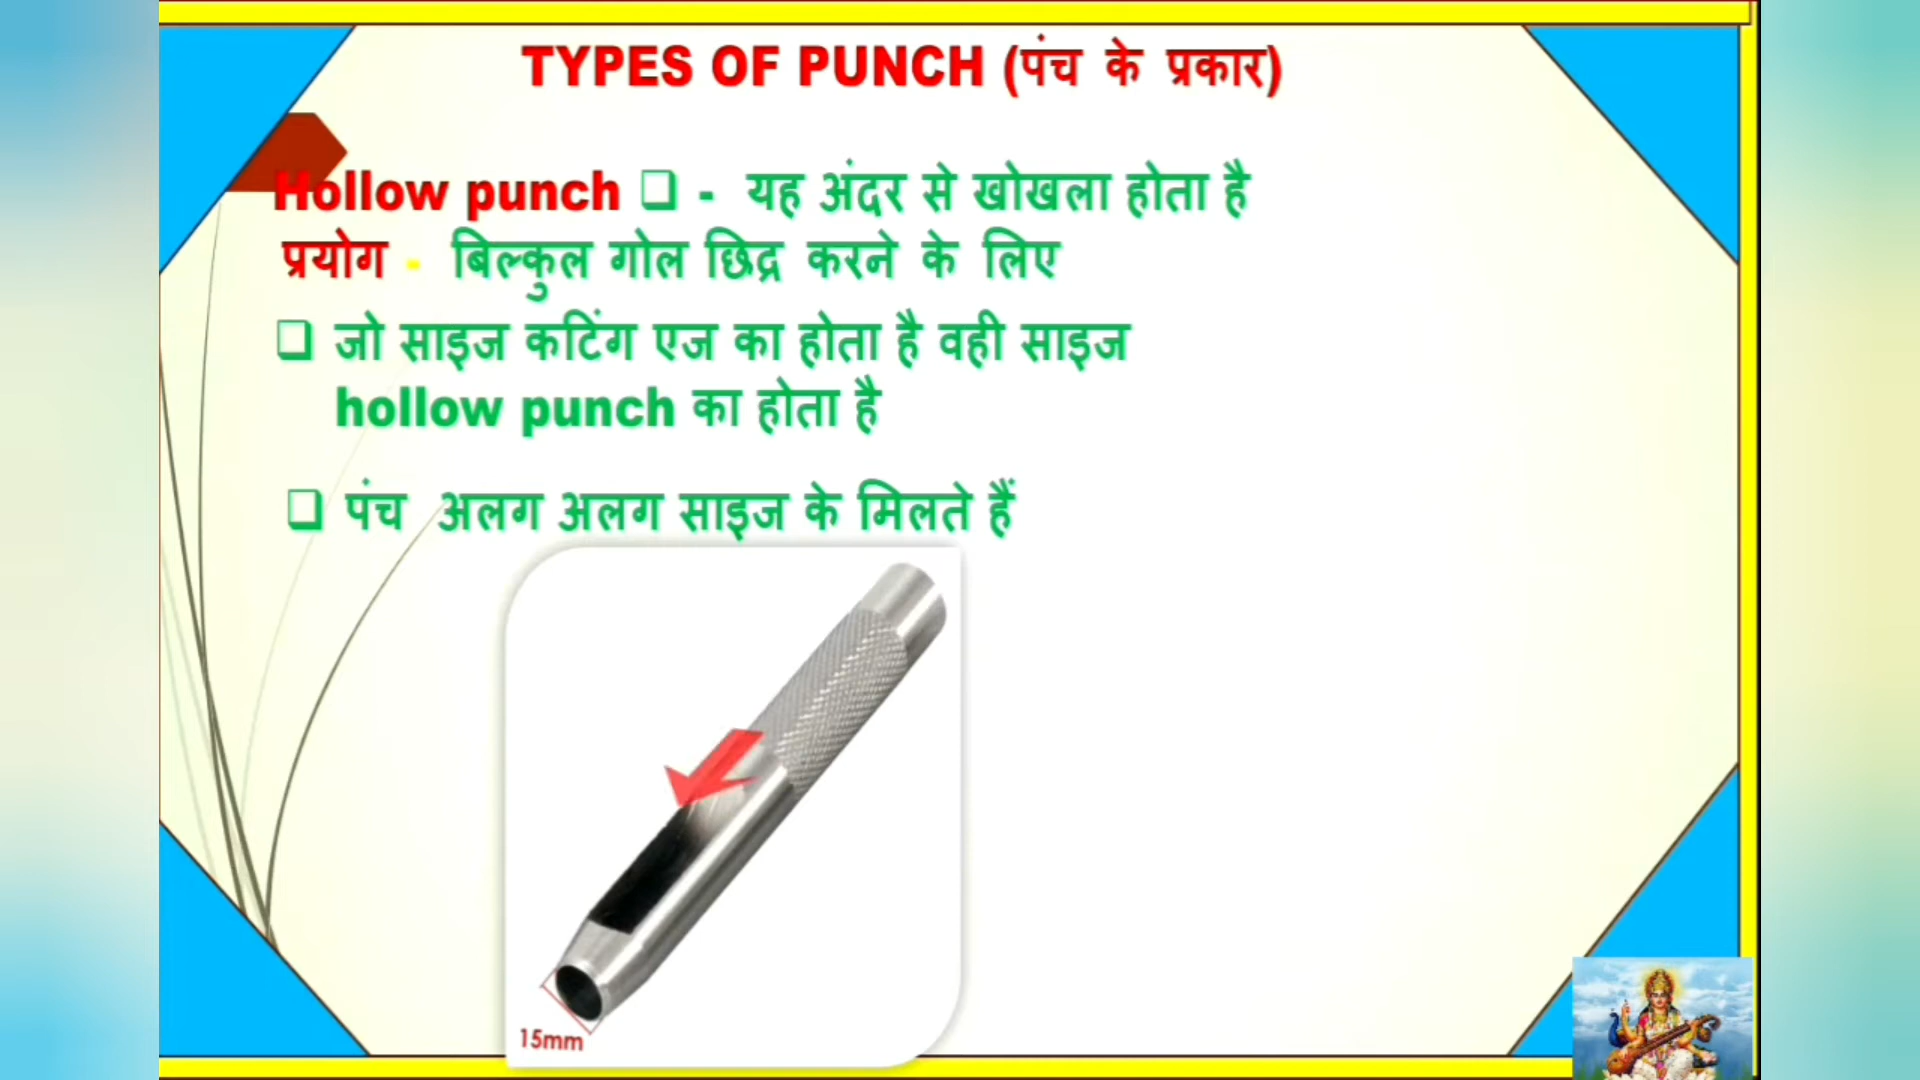 TYPES OF PUNCH (पंच के प्रकार)
Hollow punch ❑ - यह अंदर से खोखला होता है
प्रयोग - बिल्कुल गोल छिद्र करने के लिए
❑ जो साइज कटिंग एज का होता है वही साइज
hollow punch का होता है
❑ पंच अलग अलग साइज के मिलते हैं
15mm